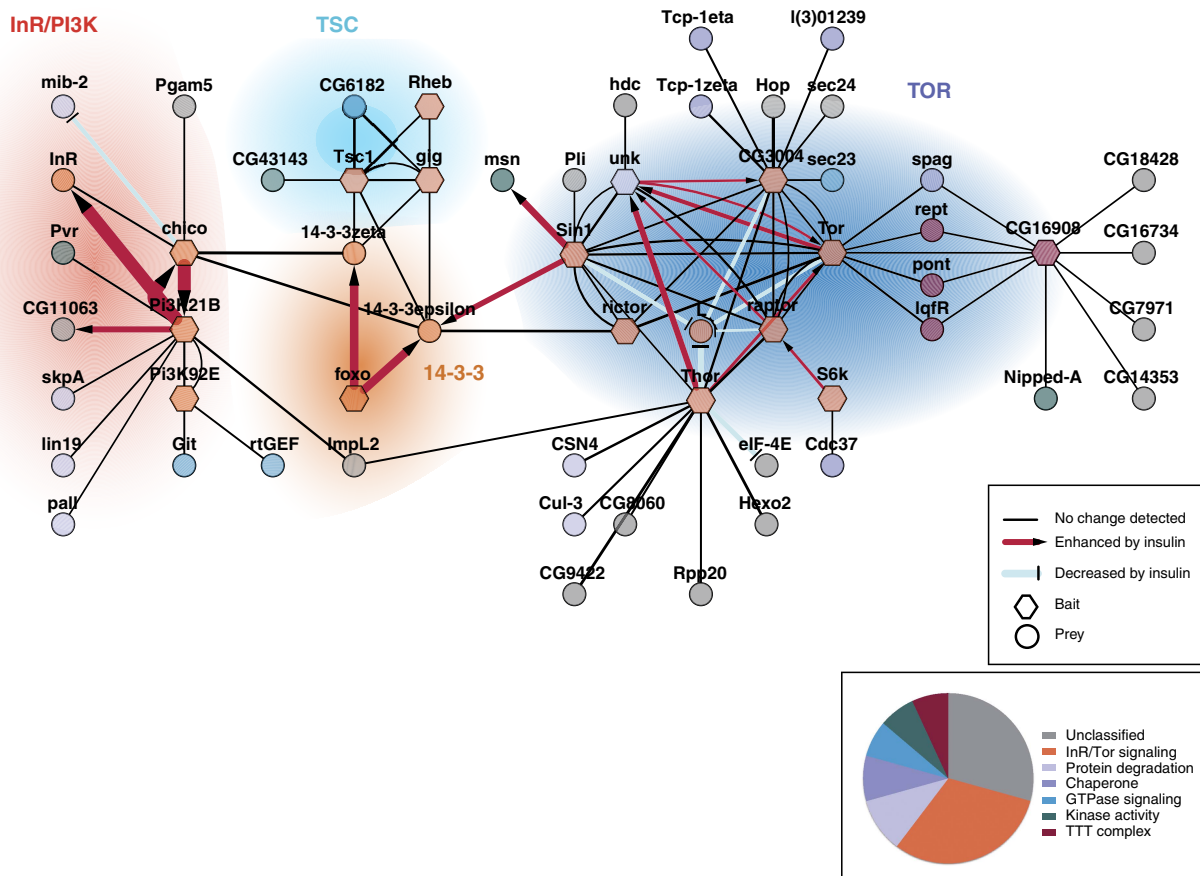 InR/PI3K
TSC
Tcp-1eta
l(3)01239
mib-2
Pgam5
CG6182
Rheb
hdc
Tcp-1zeta
Hop
sec24
TOR
InR
CG43143
Tsc1
gig
msn
Pli
unk
CG3004
sec23
spag
CG18428
Pvr
chico
14-3-3zeta
Sin1
Tor
rept
CG16908
CG16734
pont
CG11063
Pi3K21B
14-3-3epsilon
rictor
L
raptor
lqfR
CG7971
skpA
Pi3K92E
foxo
14-3-3
Thor
S6k
Nipped-A
CG14353
lin19
Git
rtGEF
ImpL2
CSN4
eIF-4E
Cdc37
pall
Cul-3
CG8060
Hexo2
CG9422
Rpp20
No change detected
Enhanced by insulin
Decreased by insulin
Bait
Prey
Unclassified
InR/Tor signaling
Protein degradation
Chaperone
GTPase signaling
Kinase activity
TTT complex